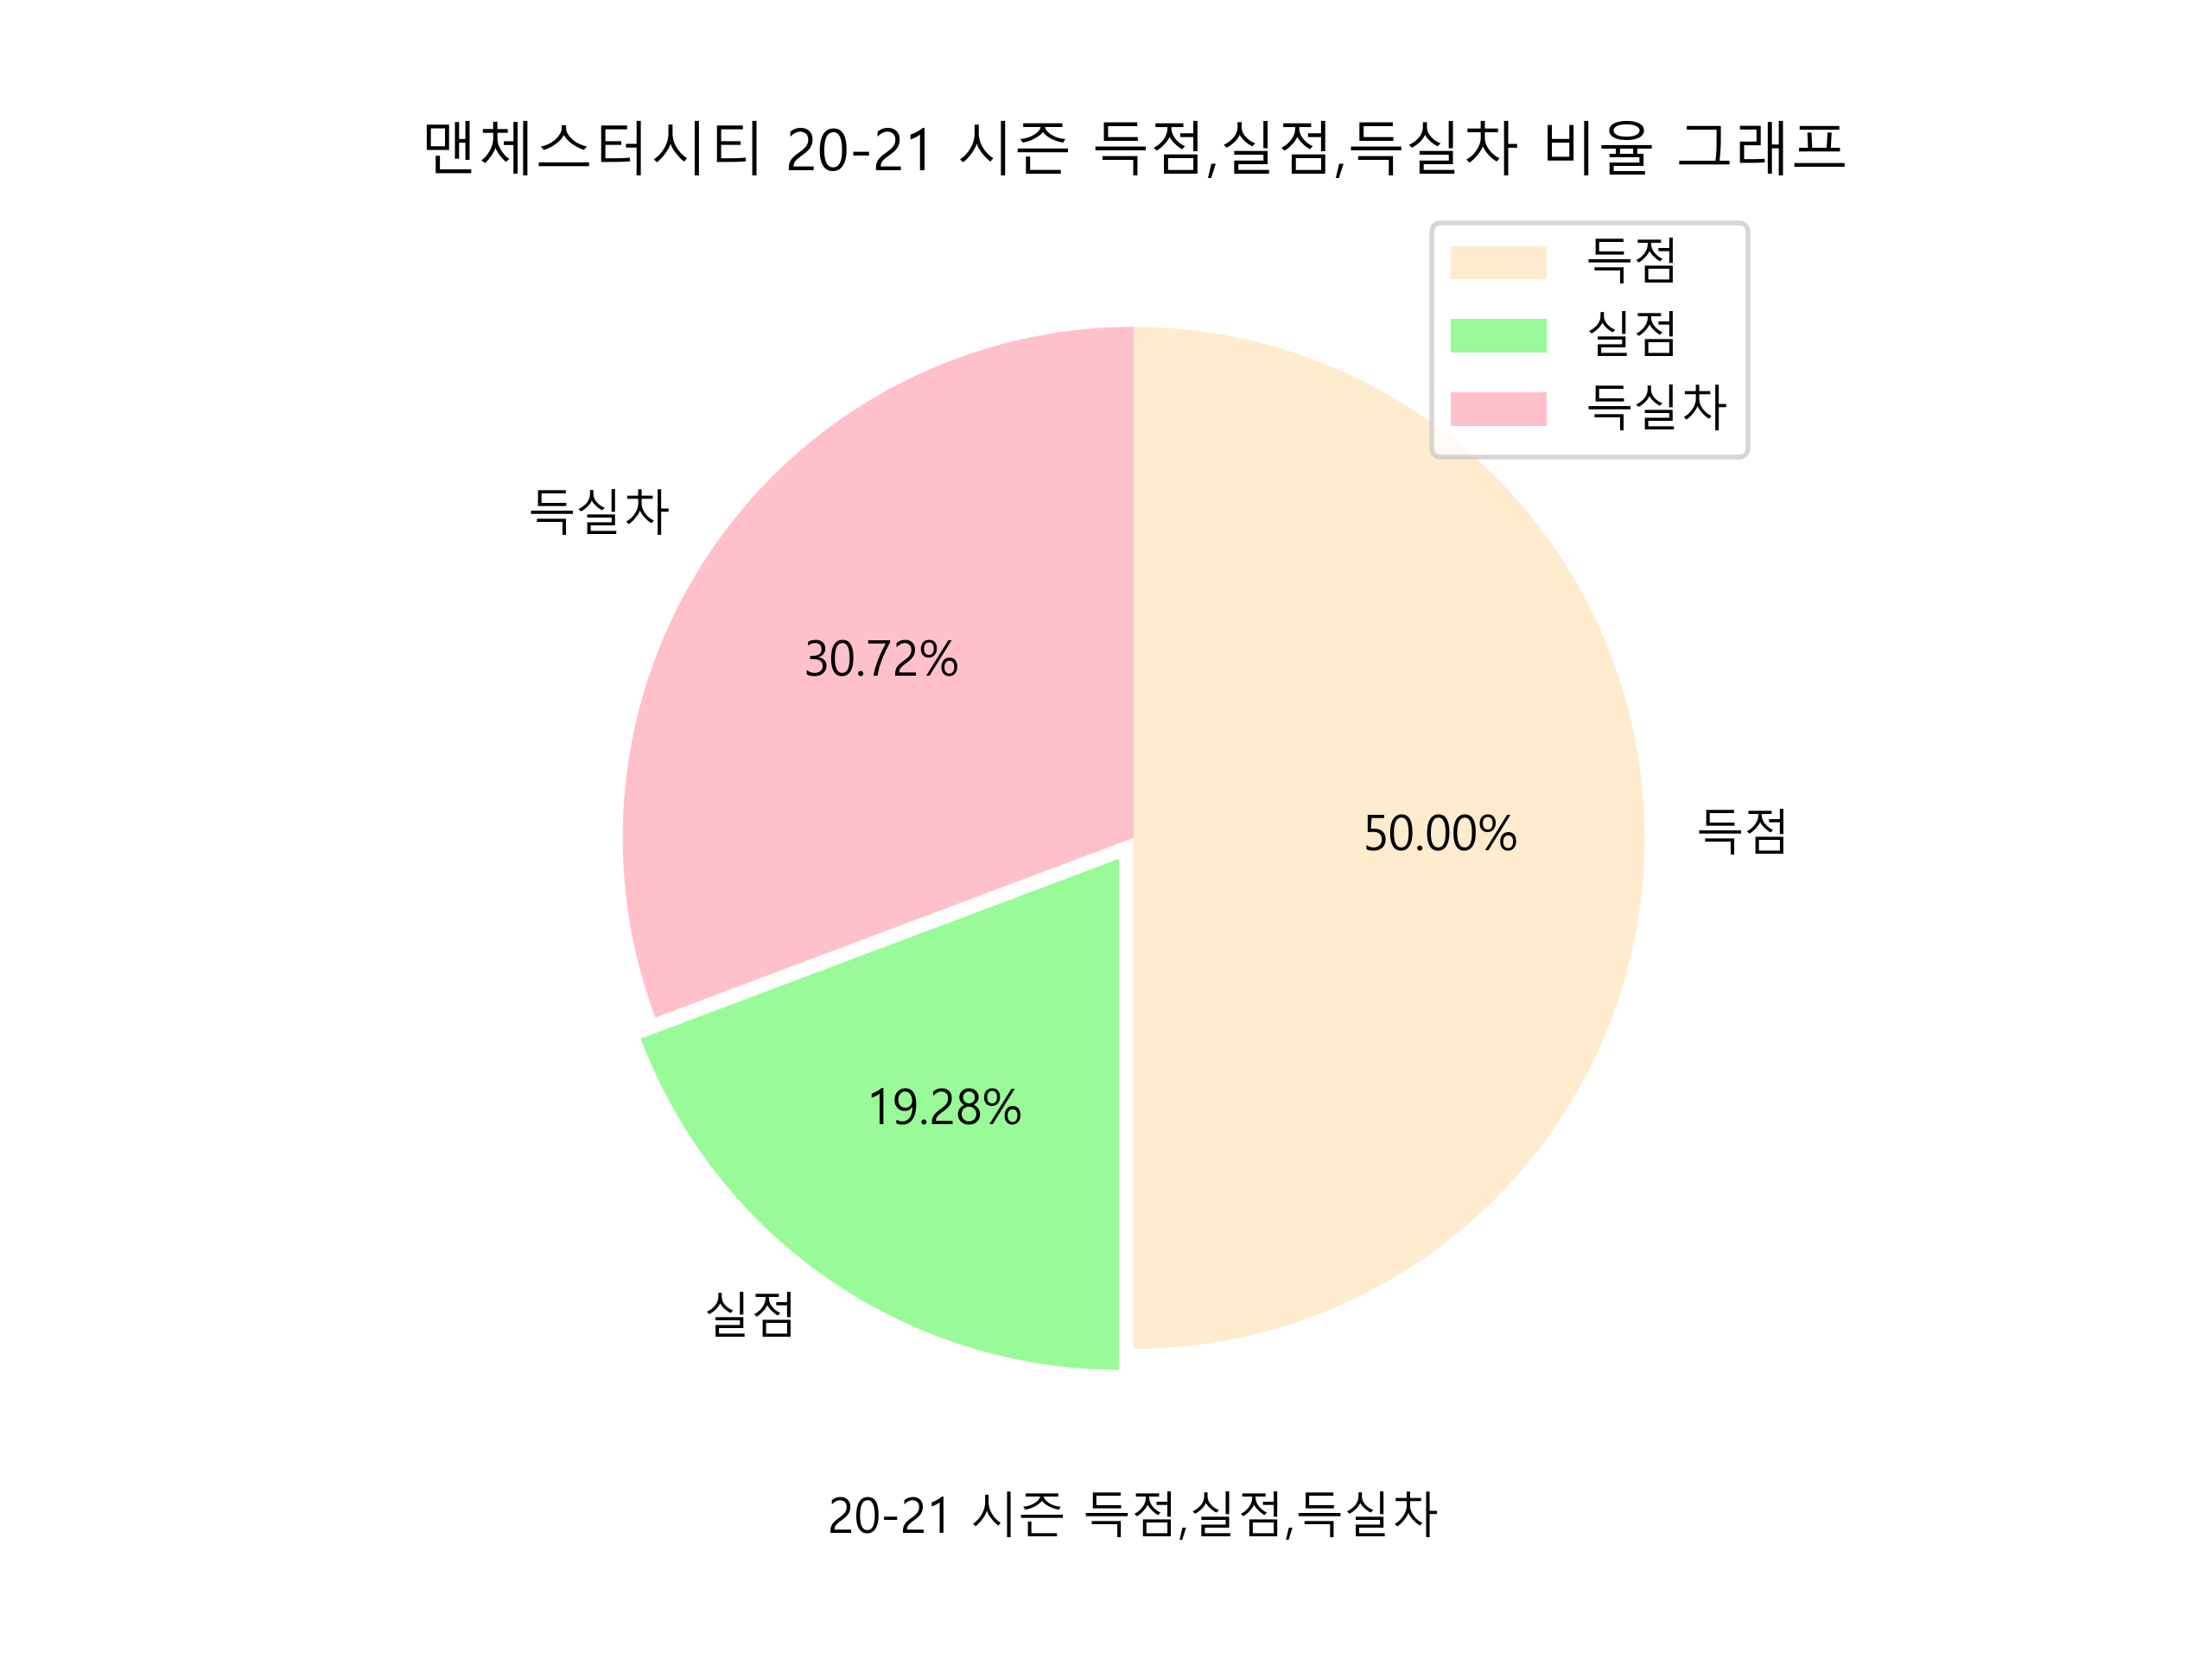 맨체스터시티 20-21 시즌 득점,실점,득실차 비율 그래프
득점
실점
득실차
득실차
30.72%
50.00%
득점
19.28%
실점
20-21 시즌 득점,실점,득실차